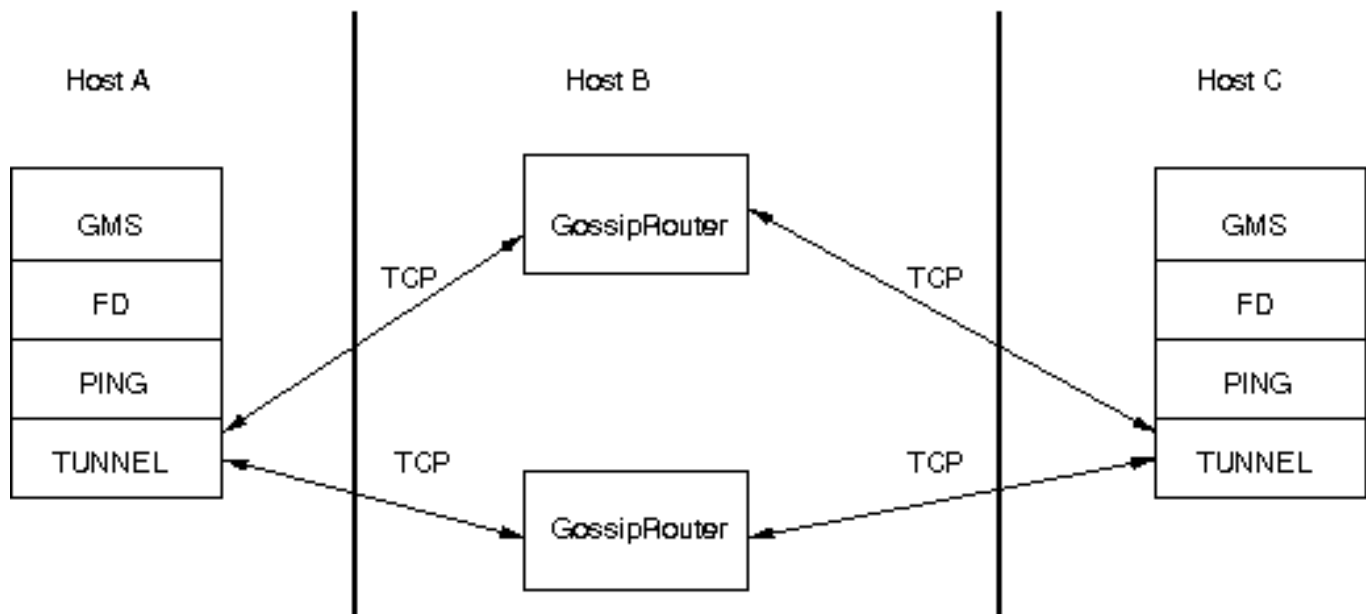 Host A
Host B
Host C
GMS
FD
PING
TUNNEL
TCP
TCP
GossipRouter
GossipRouter
TCP
TCP
GMS
FD
PING
TUNNEL